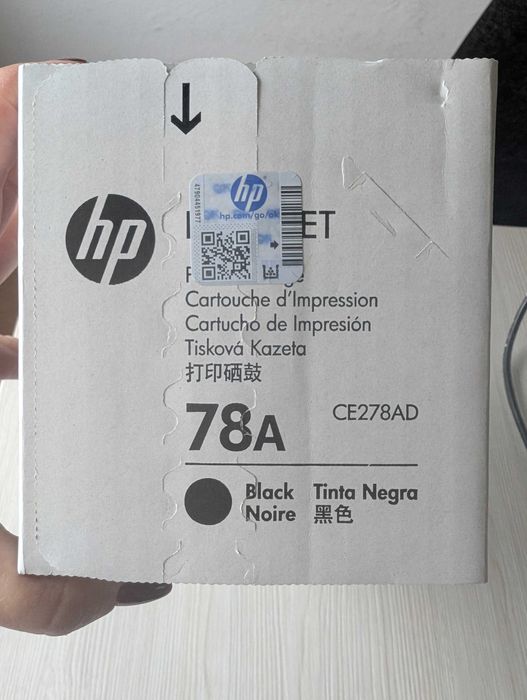 ↓
47904451977
hp
hp.com/go/ok
hp
Cartouche d'Impression
Cartucho de Impresión
Tisková Kazeta
打印硒鼓
78A CE278AD
Black Tinta Negra
Noire 黑色